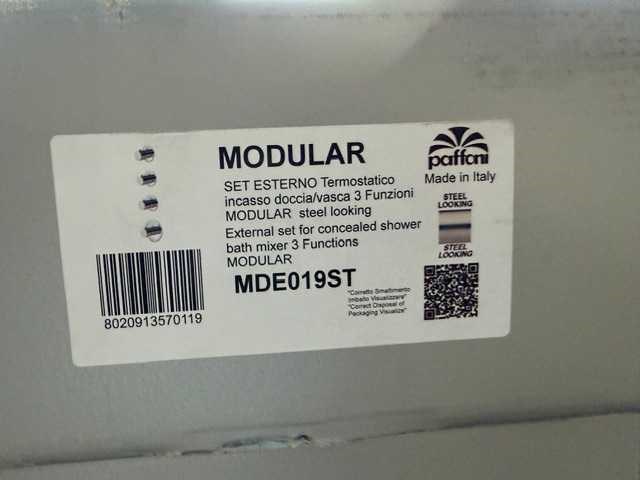 MODULAR
SET ESTERNO Termostatico
incasso doccia/vasca 3 Funzioni
MODULAR steel looking
External set for concealed shower
bath mixer 3 Functions
MODULAR
MDE019ST
"Corretto Smaltimento
Imballo Visualizzare"
"Correct Disposal of
Packaging Visualize"
8020913570119
paffoni
Made in Italy
STEEL
LOOKING
STEEL
LOOKING